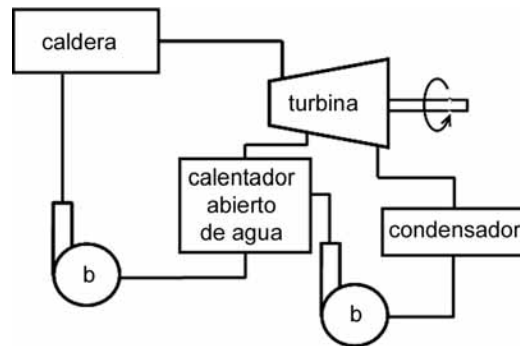 caldera
turbina
calentador
abierto
de agua
condensador
b
b